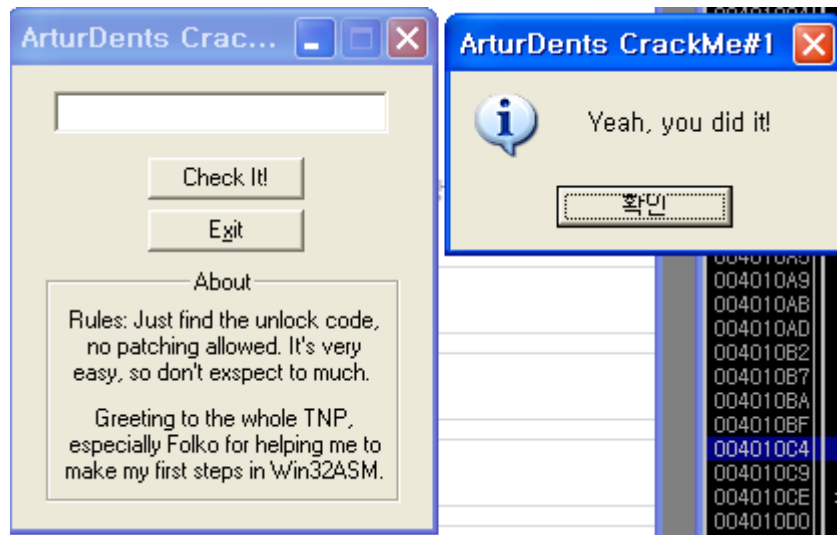 ArturDents Crac...
Check It!
Exit
About
Rules: Just find the unlock code,
no patching allowed. It's very
easy, so don't exspect to much.
Greeting to the whole TNP,
especially Folko for helping me to
make my first steps in Win32ASM.
ArturDents CrackMe#1
Yeah, you did it!
확인
004010A9
004010AB
004010AD
004010B2
004010B7
004010BA
004010BF
004010C4
004010C9
004010CE
004010D0